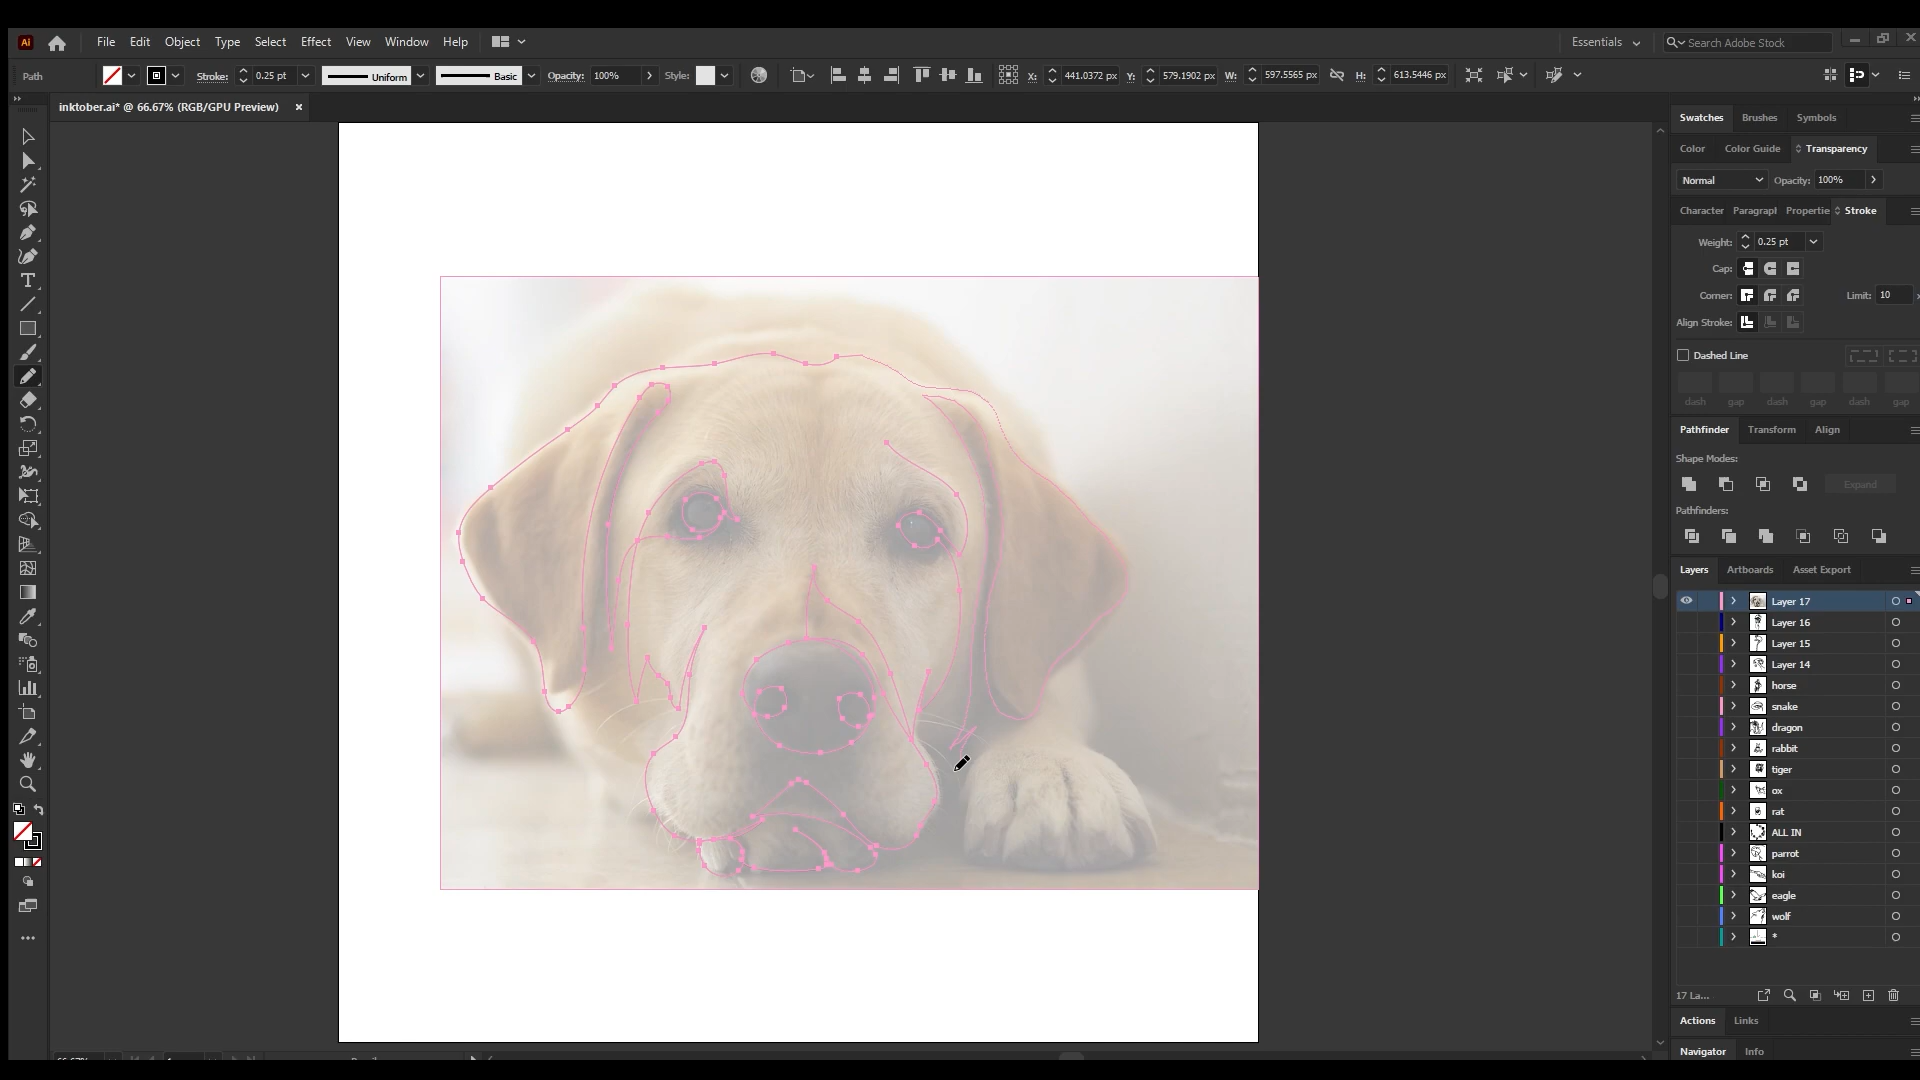 Ai File Edit Object Type Select Effect View Window Help Essentials Search Adobe Stock
Path Stroke: 0.25 pt Uniform Basic Opacity: 100% Style: X: 441.0372 px Y: 579.1902 px W: 597.5565 px H: 613.5446 px
inktober.ai* @ 66.67% (RGB/GPU Preview) ×
Swatches Brushes Symbols
Color Color Guide Transparency
Normal Opacity: 100%
Character Paragrapl Propertie Stroke
Weight: 0.25 pt
Cap:
Corner: Limit: 10
Align Stroke:
Dashed Line
dash gap dash gap dash gap
Pathfinder Transform Align
Shape Modes:
Expand
Pathfinders:
Layers Artboards Asset Export
Layer 17
Layer 16
Layer 15
Layer 14
horse
snake
dragon
rabbit
tiger
ox
rat
ALL IN
parrot
koi
eagle
wolf
*
17 La...
Actions Links
Navigator Info